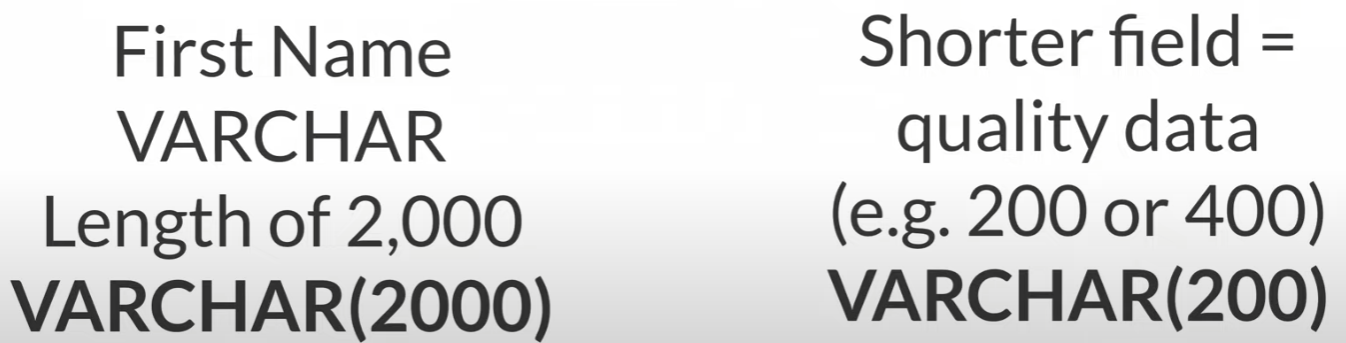 First Name
VARCHAR
Length of 2,000
VARCHAR(2000)
Shorter field =
quality data
(e.g. 200 or 400)
VARCHAR(200)